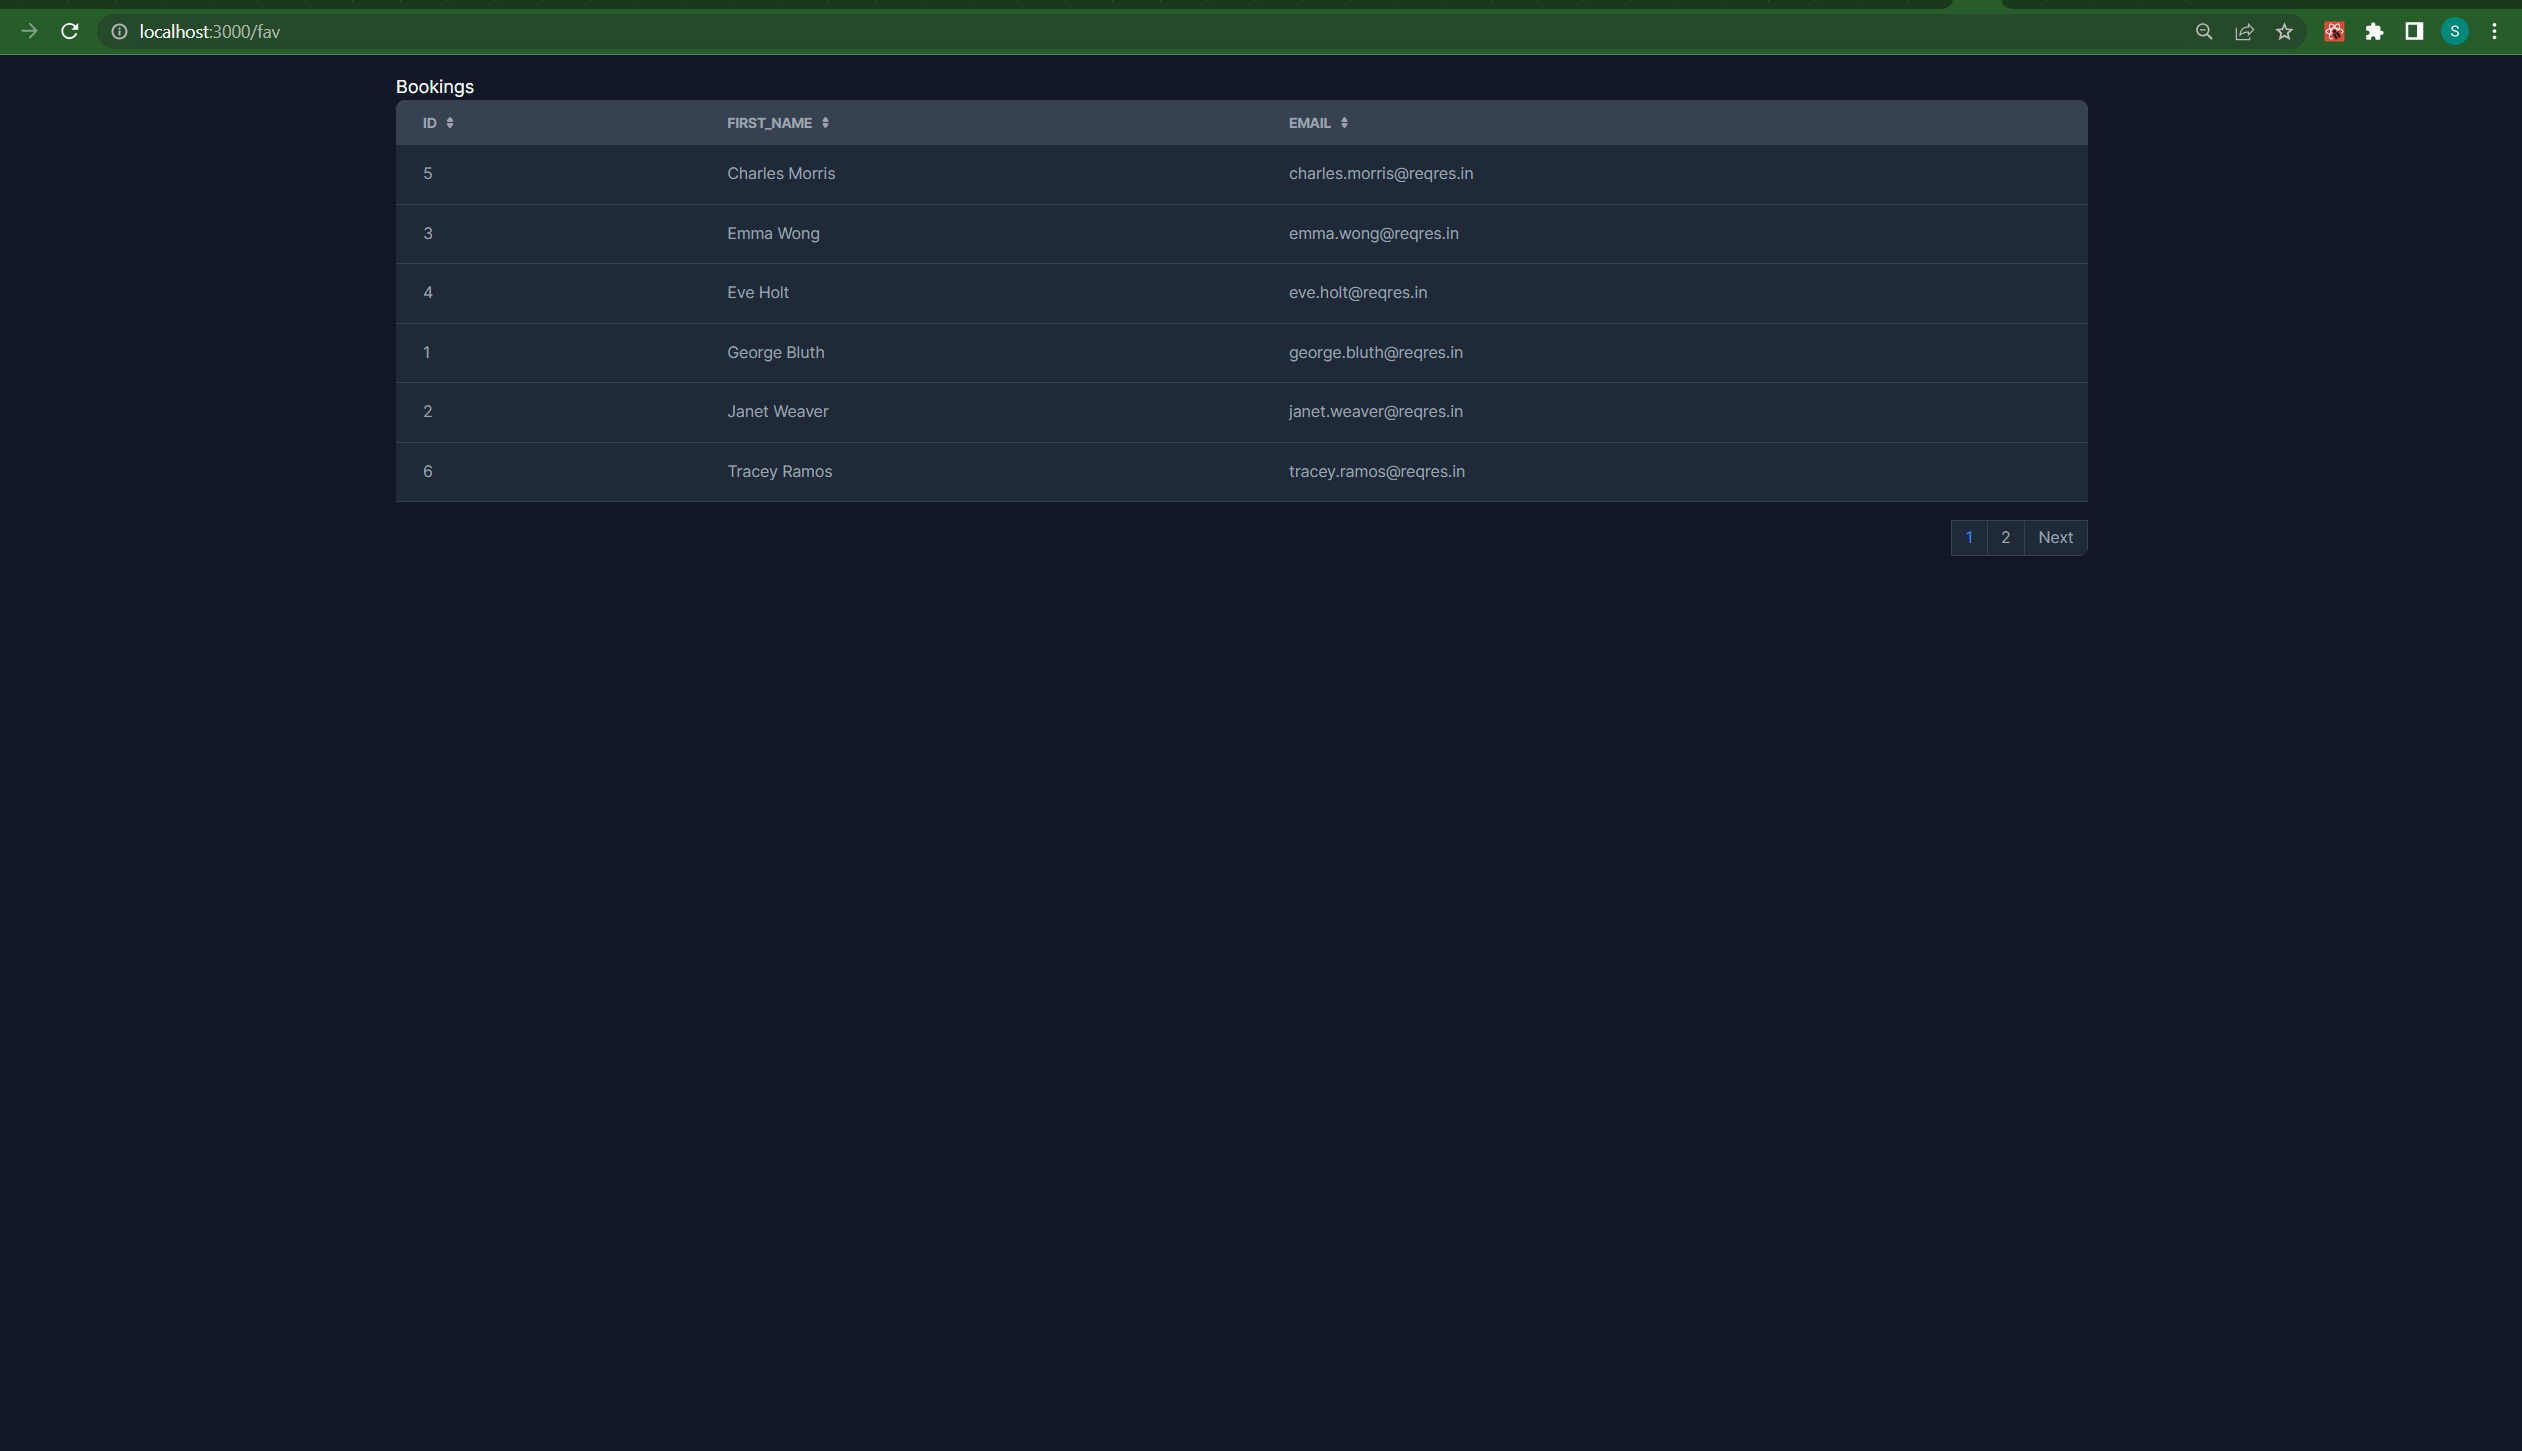 localhost:3000/fav
S
Bookings
ID FIRST_NAME EMAIL
5 Charles Morris charles.morris@reqres.in
3 Emma Wong emma.wong@reqres.in
4 Eve Holt eve.holt@reqres.in
1 George Bluth george.bluth@reqres.in
2 Janet Weaver janet.weaver@reqres.in
6 Tracey Ramos tracey.ramos@reqres.in
1 2 Next